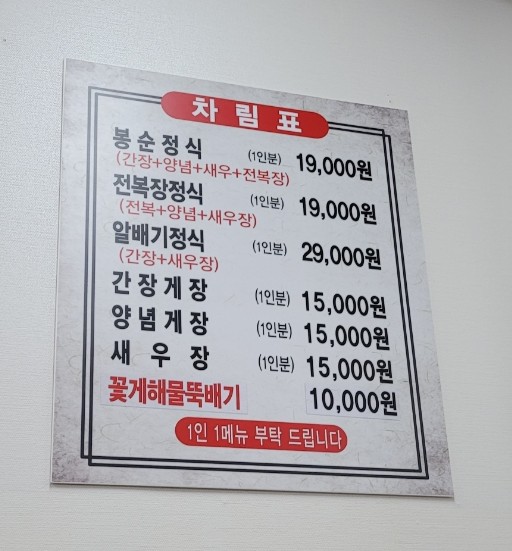 차림표
봉순정식 (1인분) 19,000원
(간장+양념+새우+전복장)
전복장정식 (1인분) 19,000원
(전복+양념+새우장)
알배기정식 (1인분) 29,000원
(간장+새우장)
간장게장 (1인분) 15,000원
양념게장 (1인분) 15,000원
새우장 (1인분) 15,000원
꽃게해물뚝배기 10,000원
1인 1메뉴 부탁 드립니다